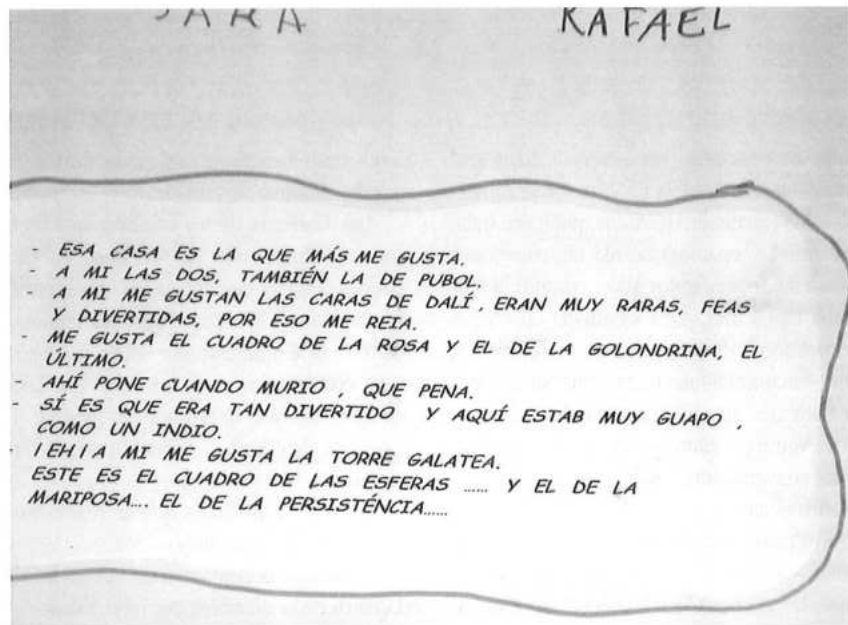 SARA RAFAEL
- ESA CASA ES LA QUE MÁS ME GUSTA.
- A MI LAS DOS, TAMBIÉN LA DE PUBOL.
- A MI ME GUSTAN LAS CARAS DE DALÍ, ERAN MUY RARAS, FEAS
Y DIVERTIDAS, POR ESO ME REIA.
- ME GUSTA EL CUADRO DE LA ROSA Y EL DE LA GOLONDRINA, EL
ÚLTIMO.
- AHÍ PONE CUANDO MURIO , QUE PENA.
- SÍ ES QUE ERA TAN DIVERTIDO Y AQUÍ ESTAB MUY GUAPO ,
COMO UN INDIO.
- ¡EH¡A MI ME GUSTA LA TORRE GALATEA.
ESTE ES EL CUADRO DE LAS ESFERAS ...... Y EL DE LA
MARIPOSA.... EL DE LA PERSISTÉNCIA......